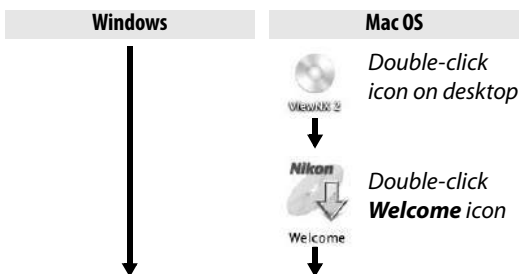 Windows
Mac OS
Double-click
icon on desktop
ViewNX 2
Nikon
Double-click
Welcome icon
Welcome